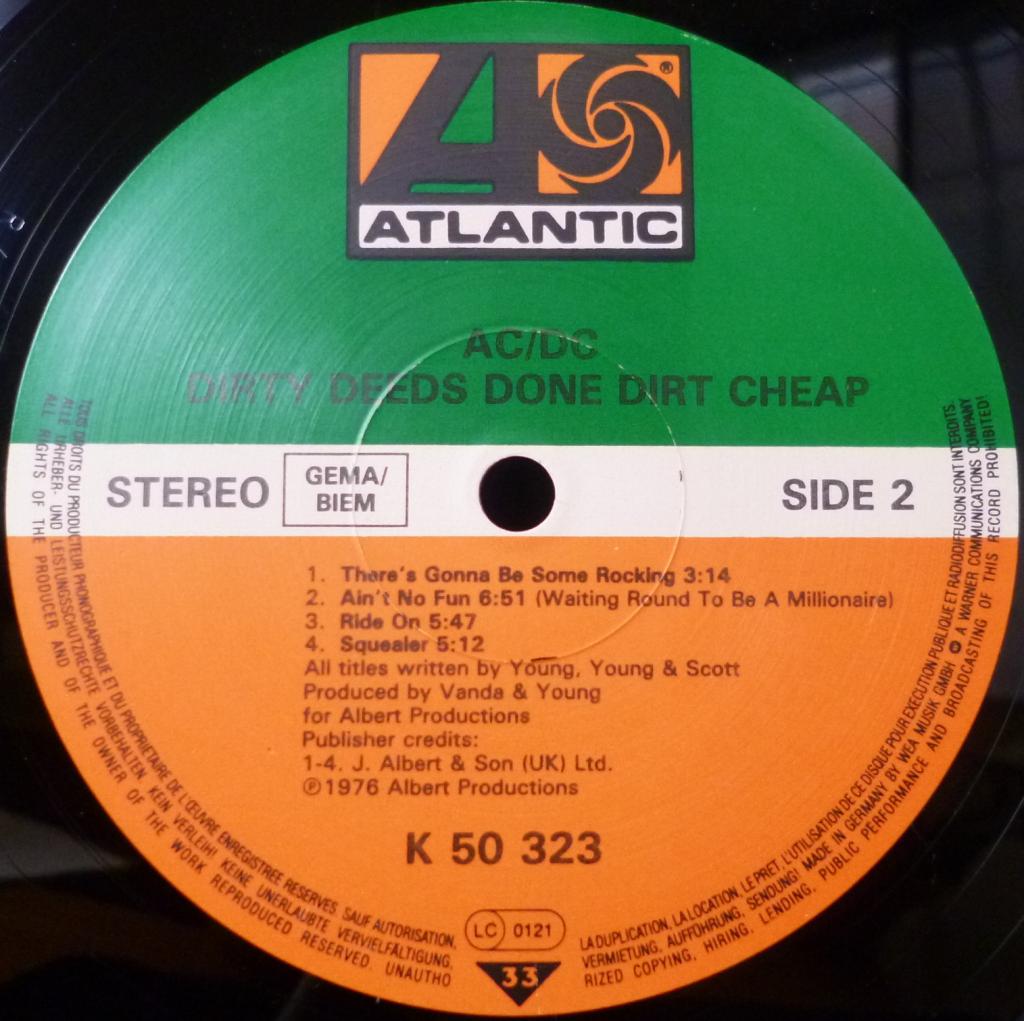 ATLANTIC
®
AC/DC
DIRTY DEEDS DONE DIRT CHEAP
STEREO
GEMA/
BIEM
SIDE 2
1. There's Gonna Be Some Rocking 3:14
2. Ain't No Fun 6:51 (Waiting Round To Be A Millionaire)
3. Ride On 5:47
4. Squealer 5:12
All titles written by Young, Young & Scott
Produced by Vanda & Young
for Albert Productions
Publisher credits:
1-4. J. Albert & Son (UK) Ltd.
℗1976 Albert Productions
K 50 323
LC 0121
33
TOUS DROITS DU PRODUCTEUR PHONOGRAPHIQUE ET DU PROPRIETAIRE DE L'ŒUVRE ENREGISTREE RESERVES SAUF AUTORISATION,
LA DUPLICATION, LA LOCATION, LE PRET, L'UTILISATION DE CE DISQUE POUR EXECUTION PUBLIQUE ET RADIODIFFUSION SONT INTERDITS.
ALLE URHEBER- UND LEISTUNGSSCHUTZRECHTE VORBEHALTEN KEIN VERLEIH! KEINE UNERLAUBTE VERVIELFÄLTIGUNG,
VERMIETUNG, AUFFÜHRUNG, SENDUNG! MADE IN GERMANY BY WEA MUSIK GMBH A WARNER COMMUNICATIONS COMPANY
ALL RIGHTS OF THE PRODUCER AND OF THE OWNER OF THE WORK REPRODUCED RESERVED. UNAUTHO
RIZED COPYING, HIRING, LENDING, PUBLIC PERFORMANCE AND BROADCASTING OF THIS RECORD PROHIBITED!